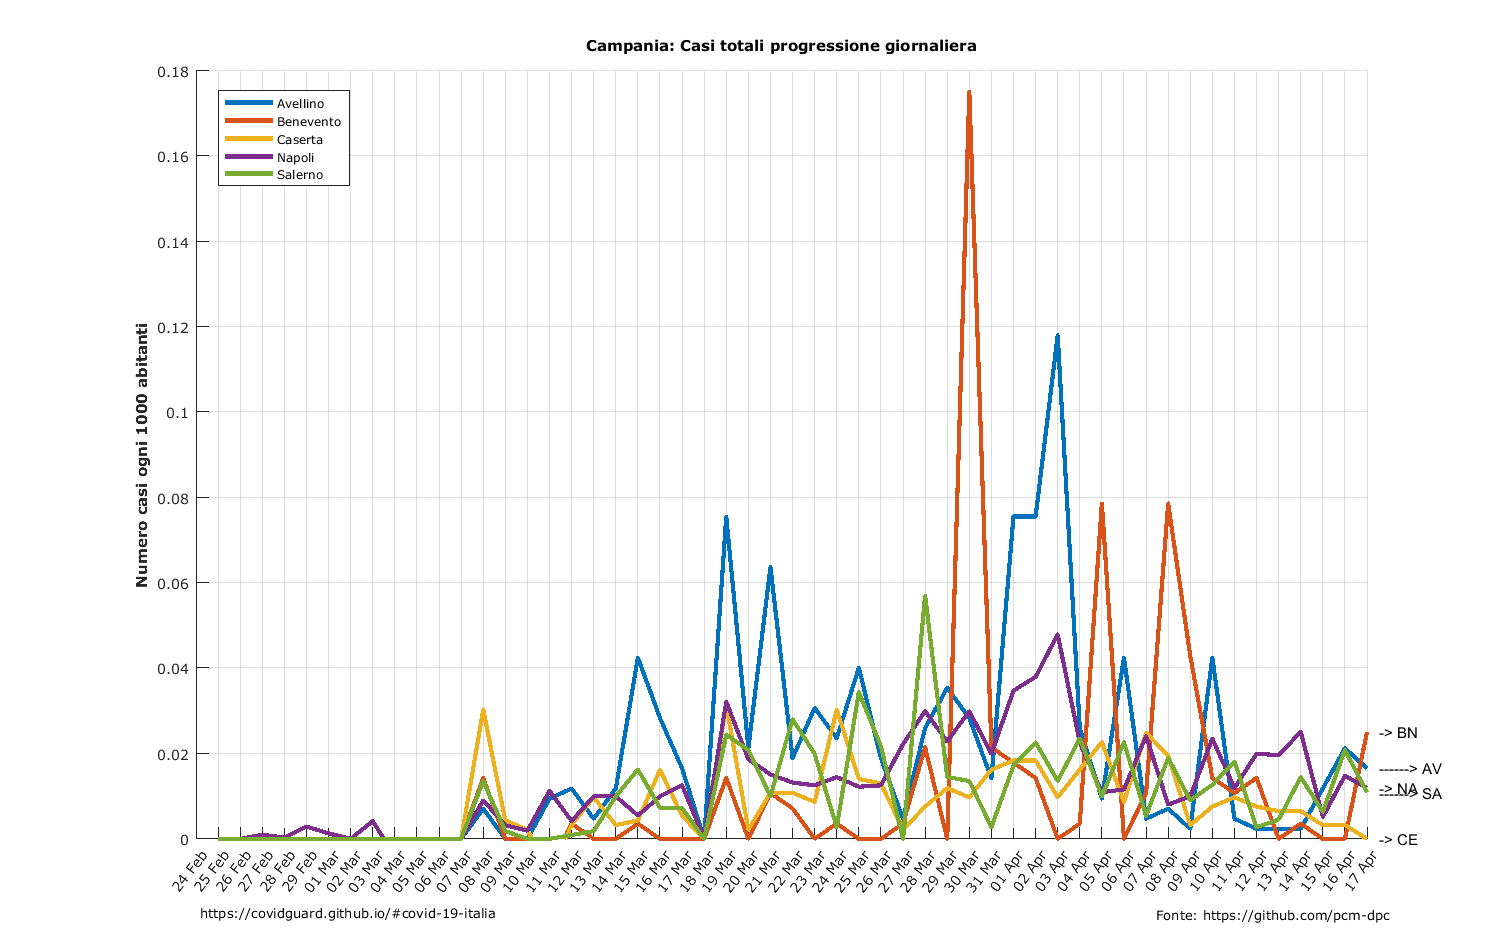 Campania: Casi totali progressione giornaliera
0.18
0.16
0.14
0.12
0.1
0.08
0.06
0.04
0.02
0
Numero casi ogni 1000 abitanti
Avellino
Benevento
Caserta
Napoli
Salerno
-> BN
------> AV
-> NA
------> SA
-> CE
24 Feb
25 Feb
26 Feb
27 Feb
28 Feb
29 Feb
01 Mar
02 Mar
03 Mar
04 Mar
05 Mar
06 Mar
07 Mar
08 Mar
09 Mar
10 Mar
11 Mar
12 Mar
13 Mar
14 Mar
15 Mar
16 Mar
17 Mar
18 Mar
19 Mar
20 Mar
21 Mar
22 Mar
23 Mar
24 Mar
25 Mar
26 Mar
27 Mar
28 Mar
29 Mar
30 Mar
31 Mar
01 Apr
02 Apr
03 Apr
04 Apr
05 Apr
06 Apr
07 Apr
08 Apr
09 Apr
10 Apr
11 Apr
12 Apr
13 Apr
14 Apr
15 Apr
16 Apr
17 Apr
https://covidguard.github.io/#covid-19-italia
Fonte: https://github.com/pcm-dpc